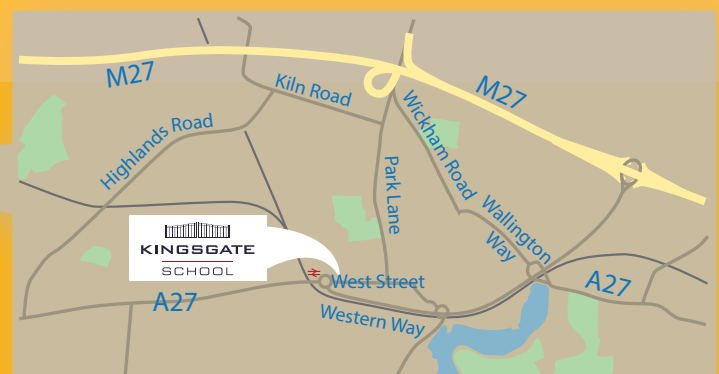 M27
Kiln Road
M27
Highlands Road
Wickham Road
Park Lane
Wallington
Way
KINGSGATE
SCHOOL
West Street
A27
A27
Western Way